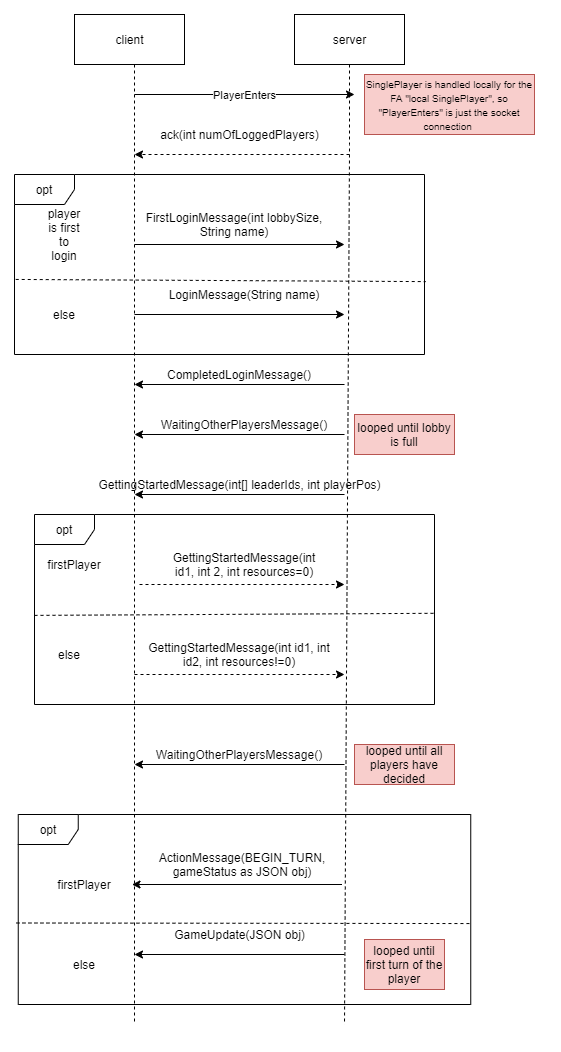 client
server
PlayerEnters
SinglePlayer is handled locally for the
FA "local SinglePlayer", so
"PlayerEnters" is just the socket
connection
ack(int numOfLoggedPlayers)
opt
player
is first
to
login
FirstLoginMessage(int lobbySize,
String name)
else
LoginMessage(String name)
CompletedLoginMessage()
WaitingOtherPlayersMessage()
looped until lobby
is full
GettingStartedMessage(int[] leaderIds, int playerPos)
opt
firstPlayer
GettingStartedMessage(int
id1, int 2, int resources=0)
else
GettingStartedMessage(int id1, int
id2, int resources!=0)
WaitingOtherPlayersMessage()
looped until all
players have
decided
opt
firstPlayer
ActionMessage(BEGIN_TURN,
gameStatus as JSON obj)
else
GameUpdate(JSON obj)
looped until
first turn of the
player